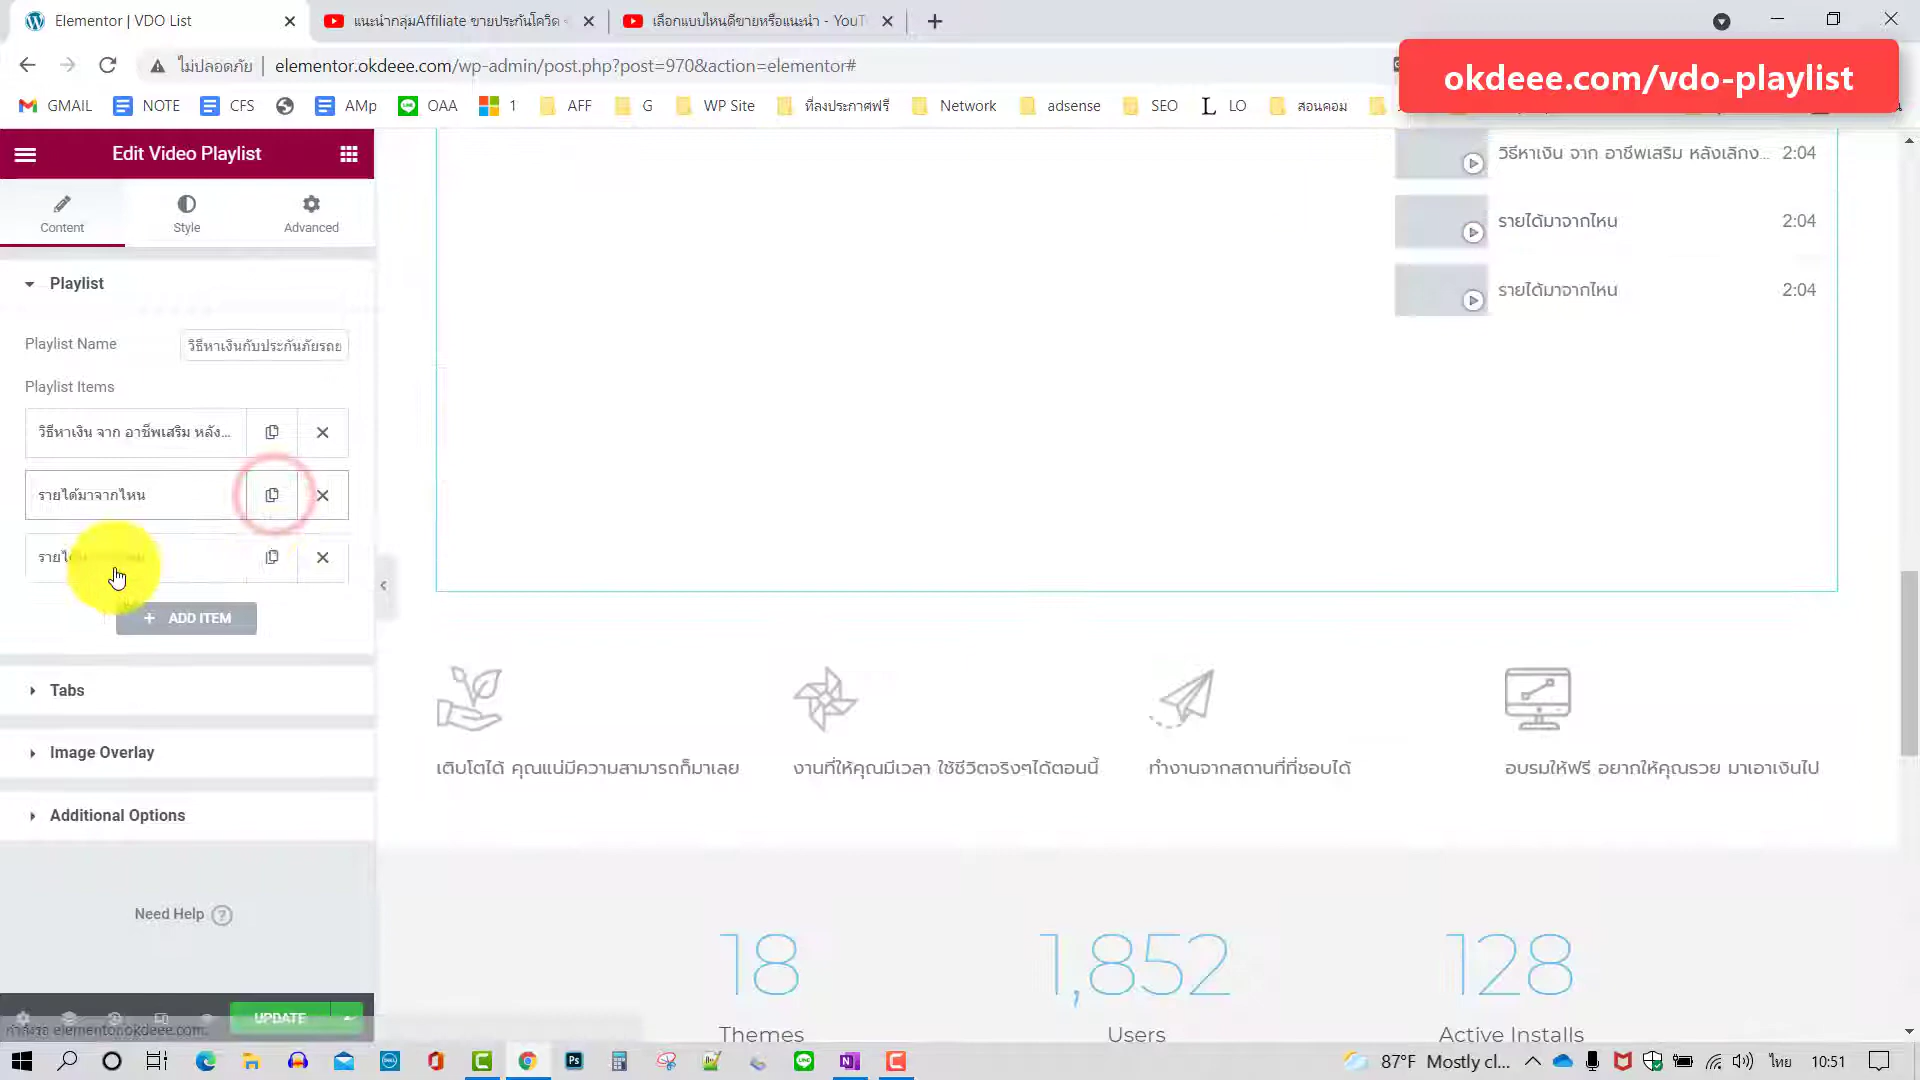 Elementor | VDO List
แนะนำกลุ่มAffiliate ขายประกันโควิด
เลือกแบบไหนดีขายหรือแนะนำ - YouT
ไม่ปลอดภัย
elementor.okdeee.com/wp-admin/post.php?post=970&action=elementor#
okdeee.com/vdo-playlist
GMAIL
NOTE
CFS
AMp
OAA
1
AFF
G
WP Site
ที่ลงประกาศฟรี
Network
adsense
SEO
LO
สอนคอม
Edit Video Playlist
Content
Style
Advanced
Playlist
Playlist Name
วิธีหาเงินกับประกันภัยรถย
Playlist Items
วิธีหาเงิน จาก อาชีพเสริม หลัง...
รายได้มาจากไหน
+ ADD ITEM
Tabs
Image Overlay
Additional Options
Need Help ?
UPDATE
วิธีหาเงิน จาก อาชีพเสริม หลังเลิกง... 2:04
รายได้มาจากไหน 2:04
รายได้มาจากไหน 2:04
เติบโตได้ คุณแน่มีความสามารถก็มาเลย
งานที่ให้คุณมีเวลา ใช้ชีวิตจริงๆได้ตอนนี้
ทำงานจากสถานที่ที่ชอบได้
อบรมให้ฟรี อยากให้คุณรวย มาเอาเงินไป
18
1,852
128
Themes
Users
Active Installs
87°F Mostly cl...
ไทย
10:51